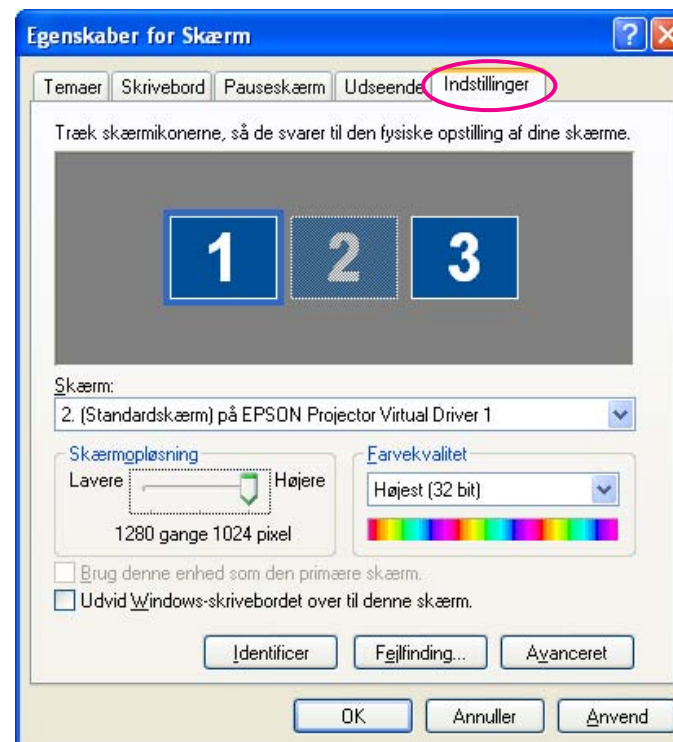 Egenskaber for Skærm
Temaer Skrivebord Pauseskærm Udseende Indstillinger
Træk skærmikonerne, så de svarer til den fysiske opstilling af dine skærme.
1 2 3
Skærm:
2. (Standardskærm) på EPSON Projector Virtual Driver 1
Skærmopløsning Farvekvalitet
Lavere Højere Højest (32 bit)
1280 gange 1024 pixel
Brug denne enhed som den primære skærm.
Udvid Windows-skrivebordet over til denne skærm.
Identificer Fejlfinding... Avanceret
OK Annuller Anvend